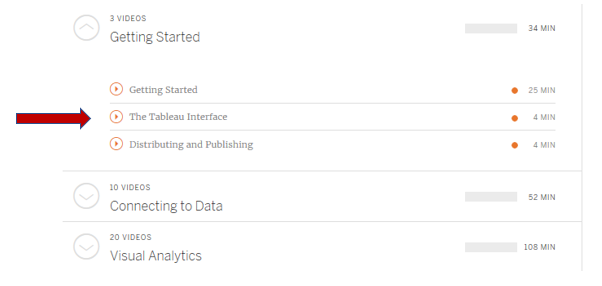 3 VIDEOS
Getting Started
34 MIN
Getting Started
25 MIN
The Tableau Interface
4 MIN
Distributing and Publishing
4 MIN
10 VIDEOS
Connecting to Data
52 MIN
20 VIDEOS
Visual Analytics
108 MIN